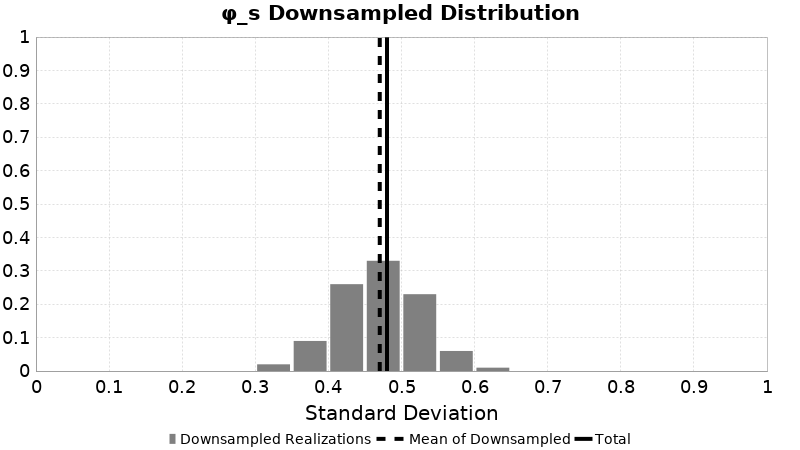 φ_s Downsampled Distribution
1
0.9
0.8
0.7
0.6
0.5
0.4
0.3
0.2
0.1
0
0 0.1 0.2 0.3 0.4 0.5 0.6 0.7 0.8 0.9 1
Standard Deviation
Downsampled Realizations Mean of Downsampled Total